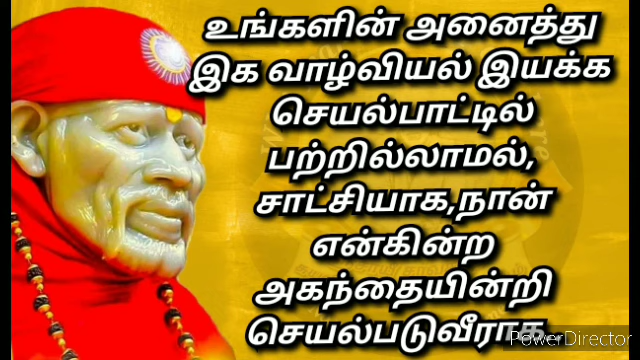 உங்களின் அனைத்து
இக வாழ்வியல் இயக்க
செயல்பாட்டில்
பற்றில்லாமல்,
சாட்சியாக,நான்
என்கின்ற
அகந்தையின்றி
செயல்படுவீராக..
PowerDirector